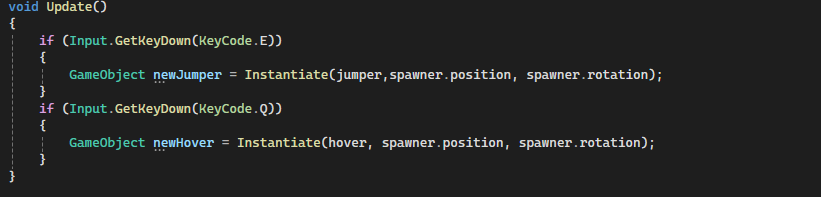 void Update()
{
if (Input.GetKeyDown(KeyCode.E))
{
GameObject newJumper = Instantiate(jumper,spawner.position, spawner.rotation);
}
if (Input.GetKeyDown(KeyCode.Q))
{
GameObject newHover = Instantiate(hover, spawner.position, spawner.rotation);
}
}